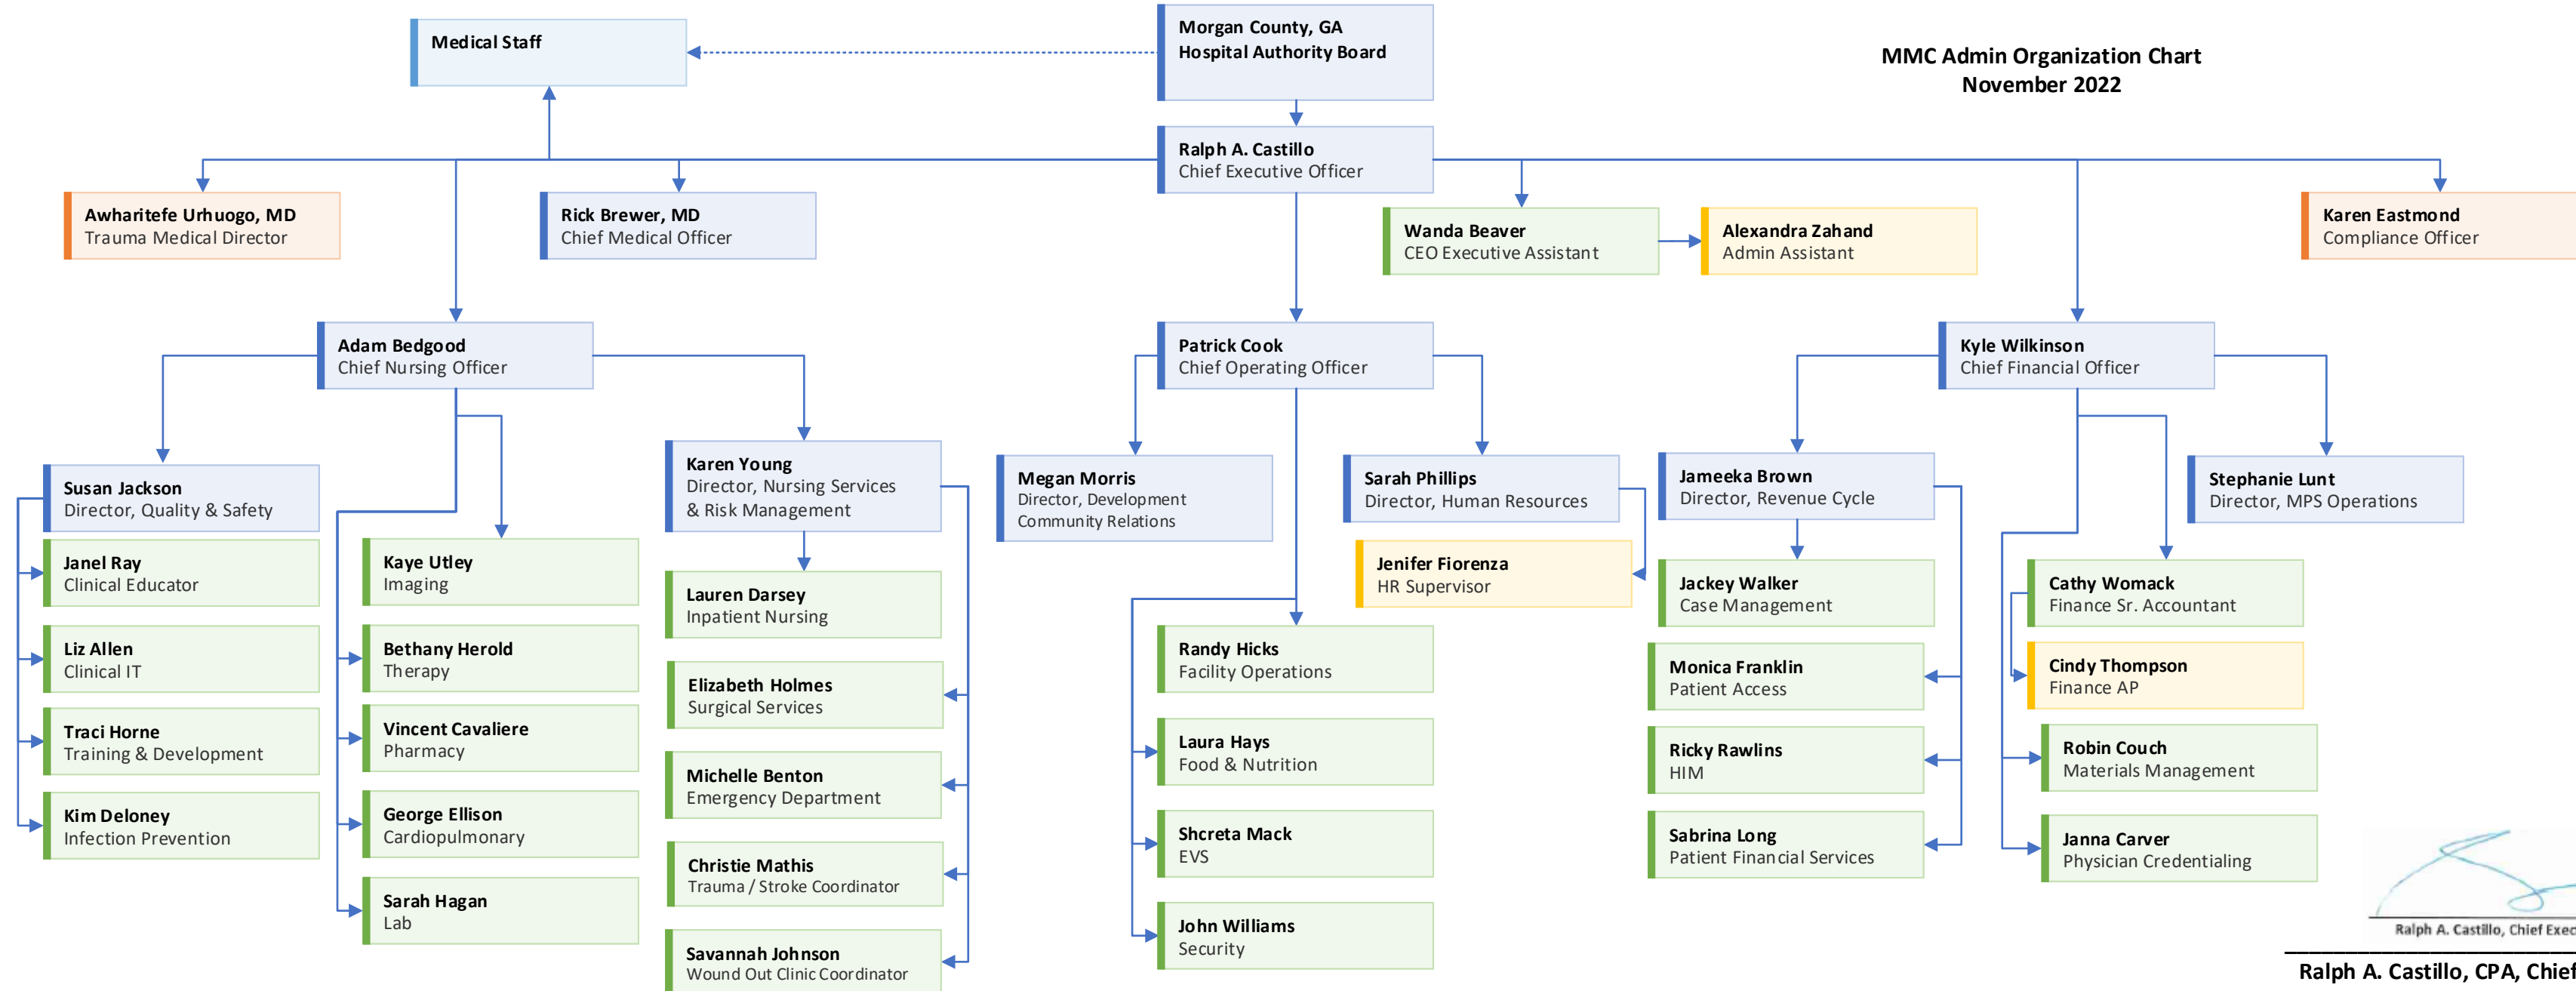 Medical Staff
Morgan County, GA
Hospital Authority Board
MMC Admin Organization Chart
November 2022
Ralph A. Castillo
Chief Executive Officer
Awharitefe Urhuogo, MD
Trauma Medical Director
Rick Brewer, MD
Chief Medical Officer
Wanda Beaver
CEO Executive Assistant
Alexandra Zahand
Admin Assistant
Karen Eastmond
Compliance Officer
Adam Bedgood
Chief Nursing Officer
Patrick Cook
Chief Operating Officer
Kyle Wilkinson
Chief Financial Officer
Susan Jackson
Director, Quality & Safety
Janel Ray
Clinical Educator
Liz Allen
Clinical IT
Traci Horne
Training & Development
Kim Deloney
Infection Prevention
Kaye Utley
Imaging
Bethany Herold
Therapy
Vincent Cavaliere
Pharmacy
George Ellison
Cardiopulmonary
Sarah Hagan
Lab
Karen Young
Director, Nursing Services
& Risk Management
Lauren Darsey
Inpatient Nursing
Elizabeth Holmes
Surgical Services
Michelle Benton
Emergency Department
Christie Mathis
Trauma / Stroke Coordinator
Savannah Johnson
Wound Out Clinic Coordinator
Megan Morris
Director, Development
Community Relations
Sarah Phillips
Director, Human Resources
Jenifer Fiorenza
HR Supervisor
Randy Hicks
Facility Operations
Laura Hays
Food & Nutrition
Shcreta Mack
EVS
John Williams
Security
Jameeka Brown
Director, Revenue Cycle
Jackey Walker
Case Management
Monica Franklin
Patient Access
Ricky Rawlins
HIM
Sabrina Long
Patient Financial Services
Stephanie Lunt
Director, MPS Operations
Cathy Womack
Finance Sr. Accountant
Cindy Thompson
Finance AP
Robin Couch
Materials Management
Janna Carver
Physician Credentialing
Ralph A. Castillo, Chief Exec
Ralph A. Castillo, CPA, Chief